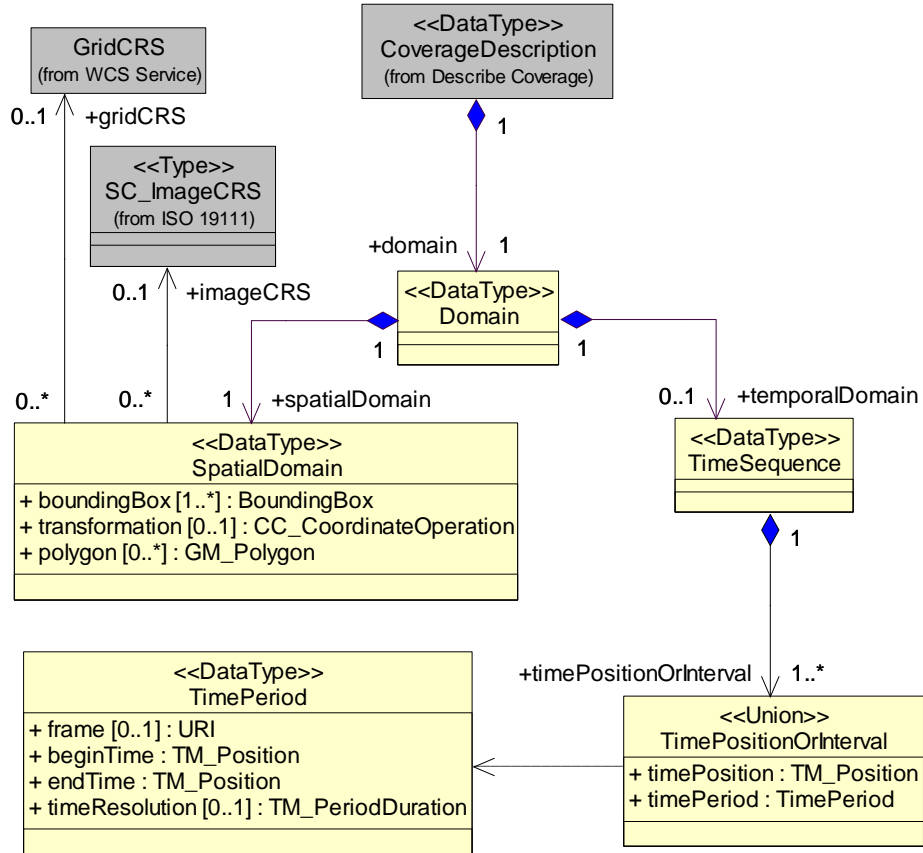 GridCRS
(from WCS Service)
<<DataType>>
CoverageDescription
(from Describe Coverage)
0..1
+gridCRS
1
<<Type>>
SC_ImageCRS
(from ISO 19111)
+domain
1
0..1
+imageCRS
<<DataType>>
Domain
1
1
0..*
0..*
1
+spatialDomain
0..1
+temporalDomain
<<DataType>>
SpatialDomain
+ boundingBox [1..*] : BoundingBox
+ transformation [0..1] : CC_CoordinateOperation
+ polygon [0..*] : GM_Polygon
<<DataType>>
TimeSequence
1
+timePositionOrInterval
1..*
<<DataType>>
TimePeriod
+ frame [0..1] : URI
+ beginTime : TM_Position
+ endTime : TM_Position
+ timeResolution [0..1] : TM_PeriodDuration
<<Union>>
TimePositionOrInterval
+ timePosition : TM_Position
+ timePeriod : TimePeriod